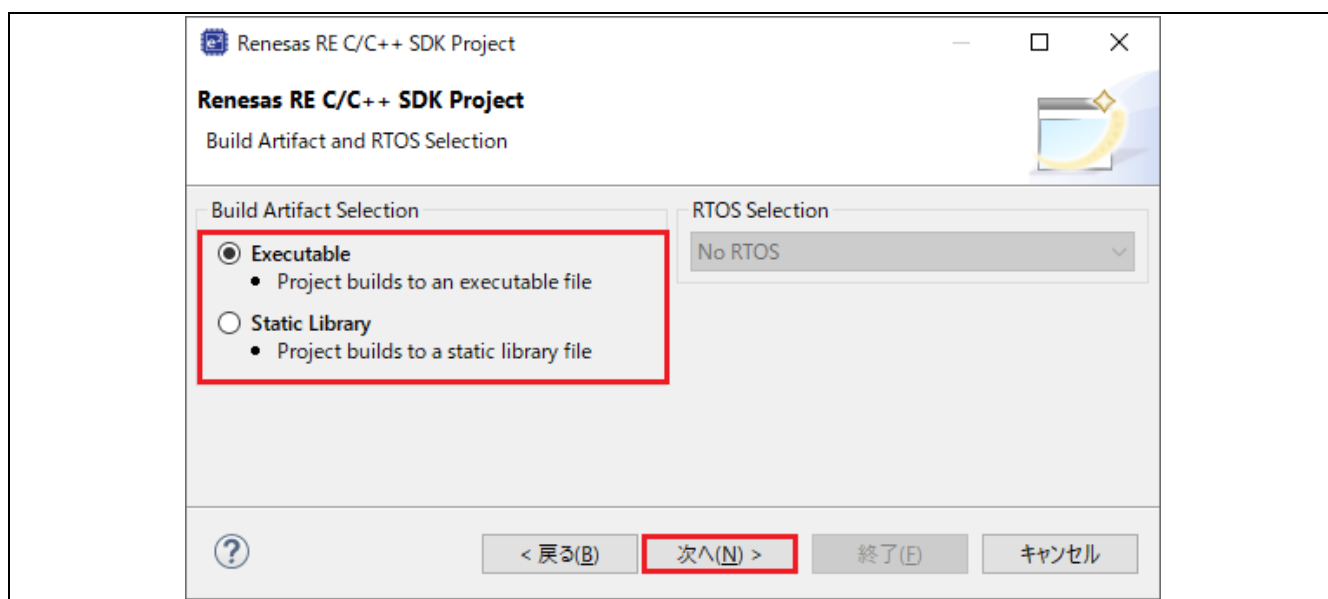 Renesas RE C/C++ SDK Project
Renesas RE C/C++ SDK Project
Build Artifact and RTOS Selection
Build Artifact Selection
Executable
• Project builds to an executable file
Static Library
• Project builds to a static library file
RTOS Selection
No RTOS
< 戻る(B)
次へ(N) >
終了(F)
キャンセル